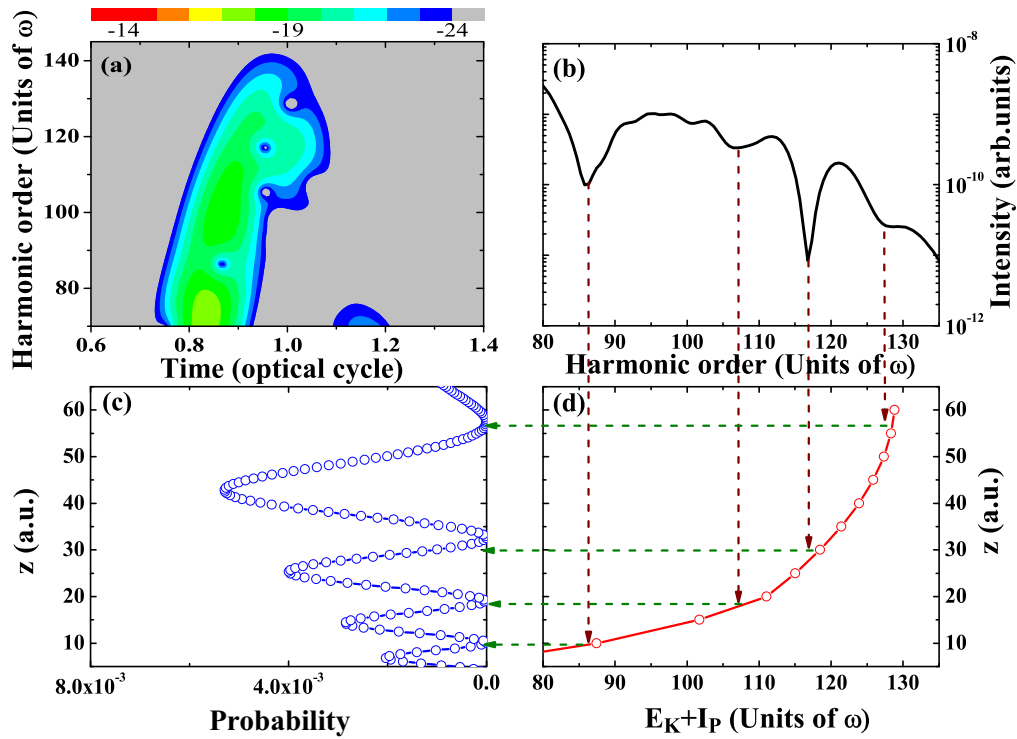 -14 -19 -24
(a)
Harmonic order (Units of ω)
140
120
100
80
0.6 0.8 1.0 1.2 1.4
Time (optical cycle)
(b)
10⁻⁸
10⁻¹⁰
10⁻¹²
Intensity (arb.units)
80 90 100 110 120 130
Harmonic order (Units of ω)
(c)
z (a.u.)
60
50
40
30
20
10
8.0x10⁻³ 4.0x10⁻³ 0.0
Probability
(d)
60
50
40
30
20
10
z (a.u.)
80 90 100 110 120 130
E_K+I_P (Units of ω)